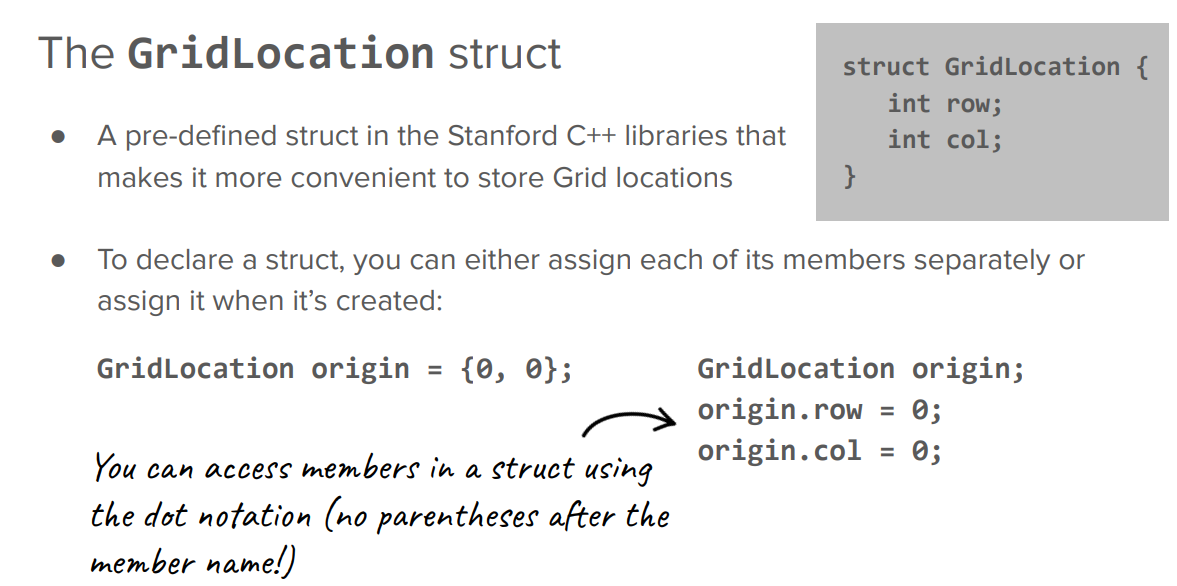 The GridLocation struct
struct GridLocation {
int row;
int col;
}
● A pre-defined struct in the Stanford C++ libraries that
makes it more convenient to store Grid locations
● To declare a struct, you can either assign each of its members separately or
assign it when it’s created:
GridLocation origin = {0, 0};
GridLocation origin;
origin.row = 0;
origin.col = 0;
You can access members in a struct using
the dot notation (no parentheses after the
member name!)